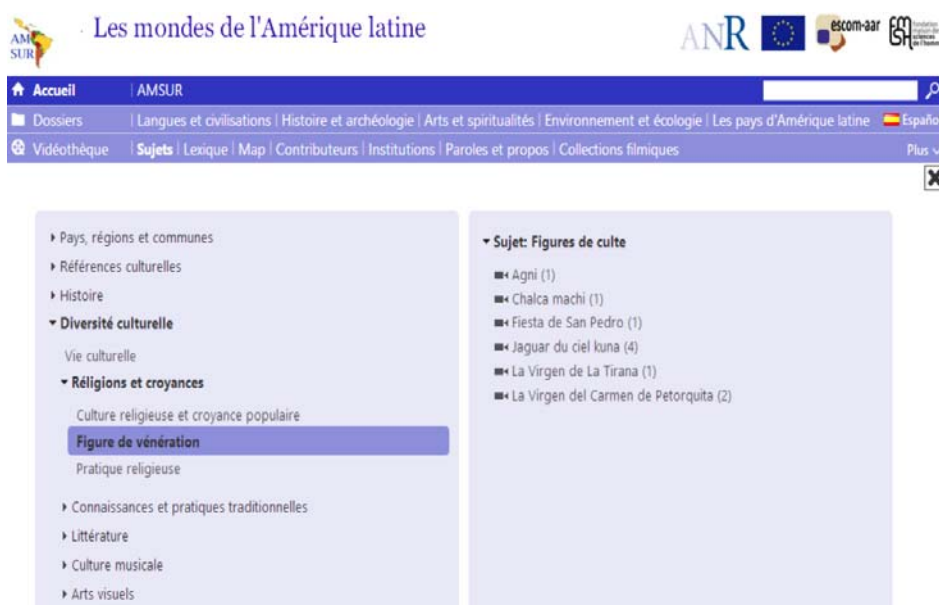 AM
SUR
Les mondes de l'Amérique latine
ANR
escom-aar
Accueil | AMSUR
Dossiers | Langues et civilisations | Histoire et archéologie | Arts et spiritualités | Environnement et écologie | Les pays d'Amérique latine Español
Vidéothèque | Sujets | Lexique | Map | Contributeurs | Institutions | Paroles et propos | Collections filmiques Plus
Pays, régions et communes
Références culturelles
Histoire
Diversité culturelle
Vie culturelle
Réligions et croyances
Culture religieuse et croyance populaire
Figure de vénération
Pratique religieuse
Connaissances et pratiques traditionnelles
Littérature
Culture musicale
Arts visuels
Sujet: Figures de culte
Agni (1)
Chalca machi (1)
Fiesta de San Pedro (1)
Jaguar du ciel kuna (4)
La Virgen de La Tirana (1)
La Virgen del Carmen de Petorquita (2)